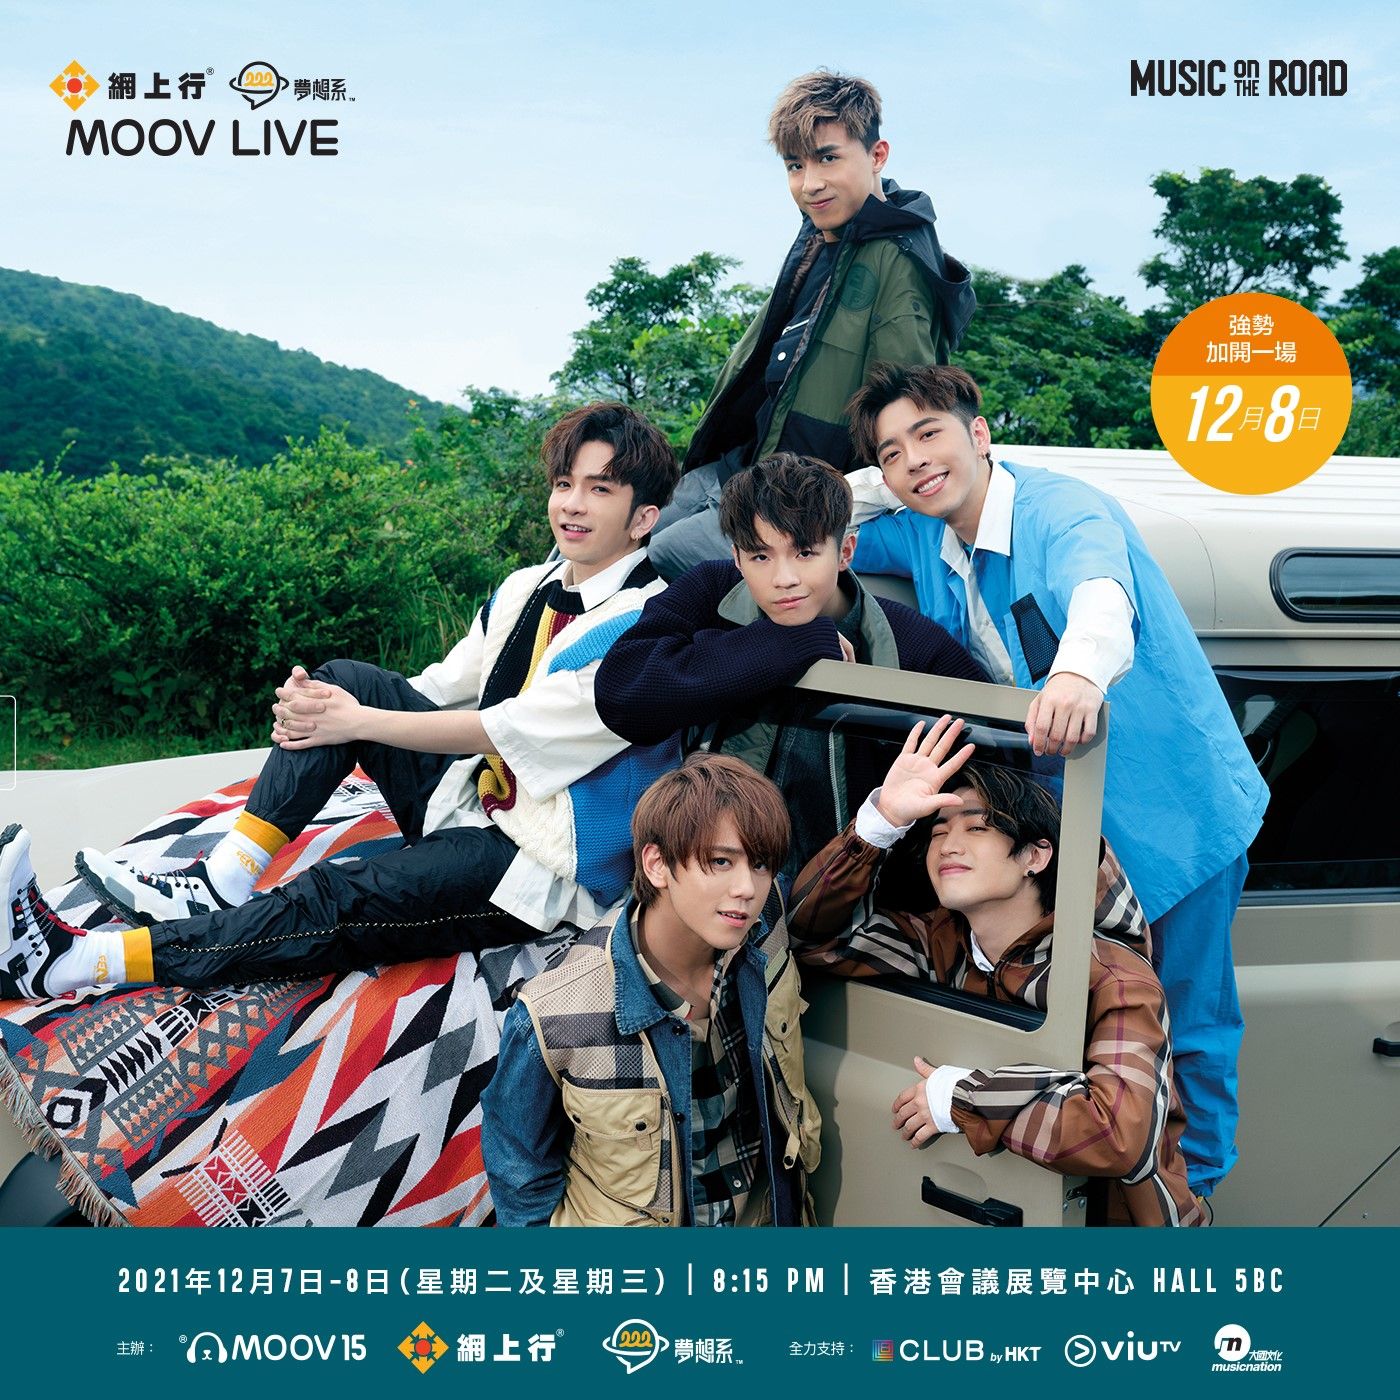 網上行® 夢想系™
MOOV LIVE
MUSIC ON THE ROAD
強勢
加開一場
12月8日
2021年12月7日-8日(星期二及星期三) | 8:15 PM | 香港會議展覽中心 HALL 5BC
主辦： ®MOOV15 網上行® 夢想系™ 全力支持： CLUB by HKT viuTV 大國文化 musicnation